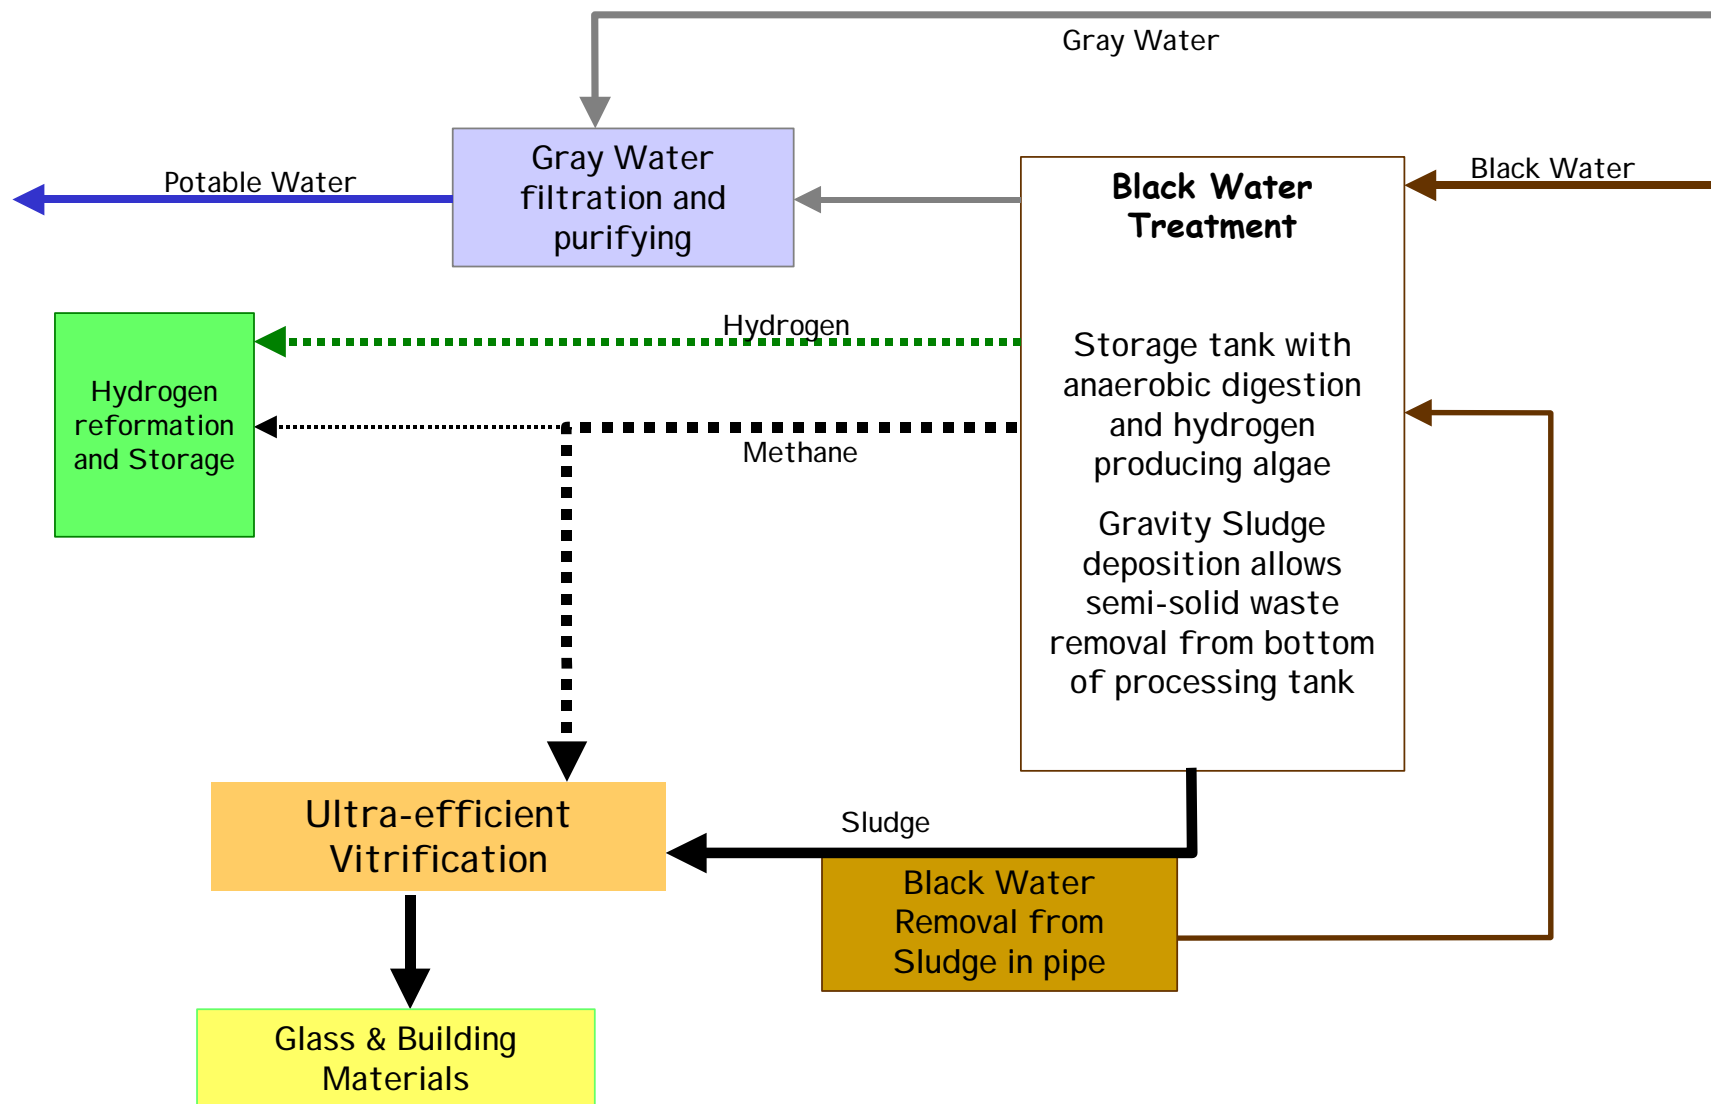 Gray Water
Gray Water
filtration and
purifying
Potable Water
Black Water
Treatment
Black Water
Hydrogen
Storage tank with
anaerobic digestion
and hydrogen
producing algae
Hydrogen
reformation
and Storage
Methane
Gravity Sludge
deposition allows
semi-solid waste
removal from bottom
of processing tank
Ultra-efficient
Vitrification
Sludge
Black Water
Removal from
Sludge in pipe
Glass & Building
Materials